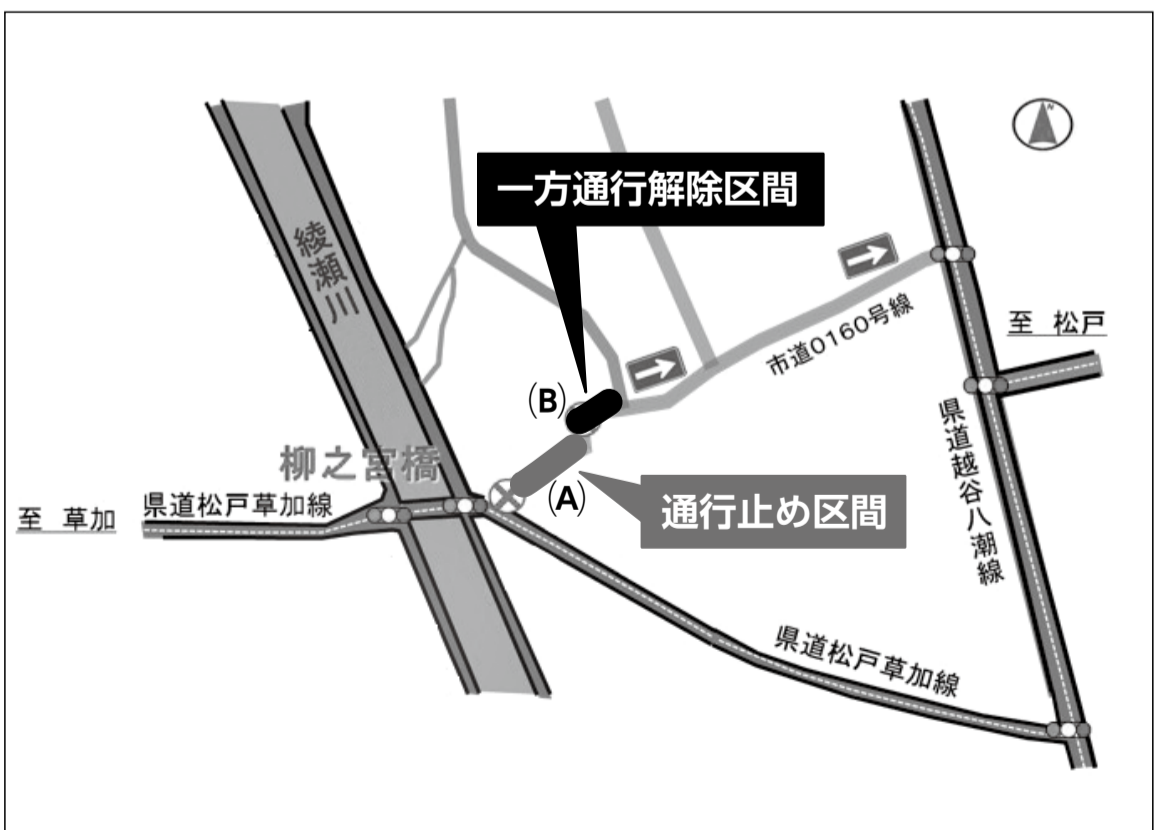 N
一方通行解除区間
綾瀬川
市道0160号線
至 松戸
(B)
県道越谷八潮線
柳之宮橋
(A)
県道松戸草加線
至 草加
通行止め区間
県道松戸草加線